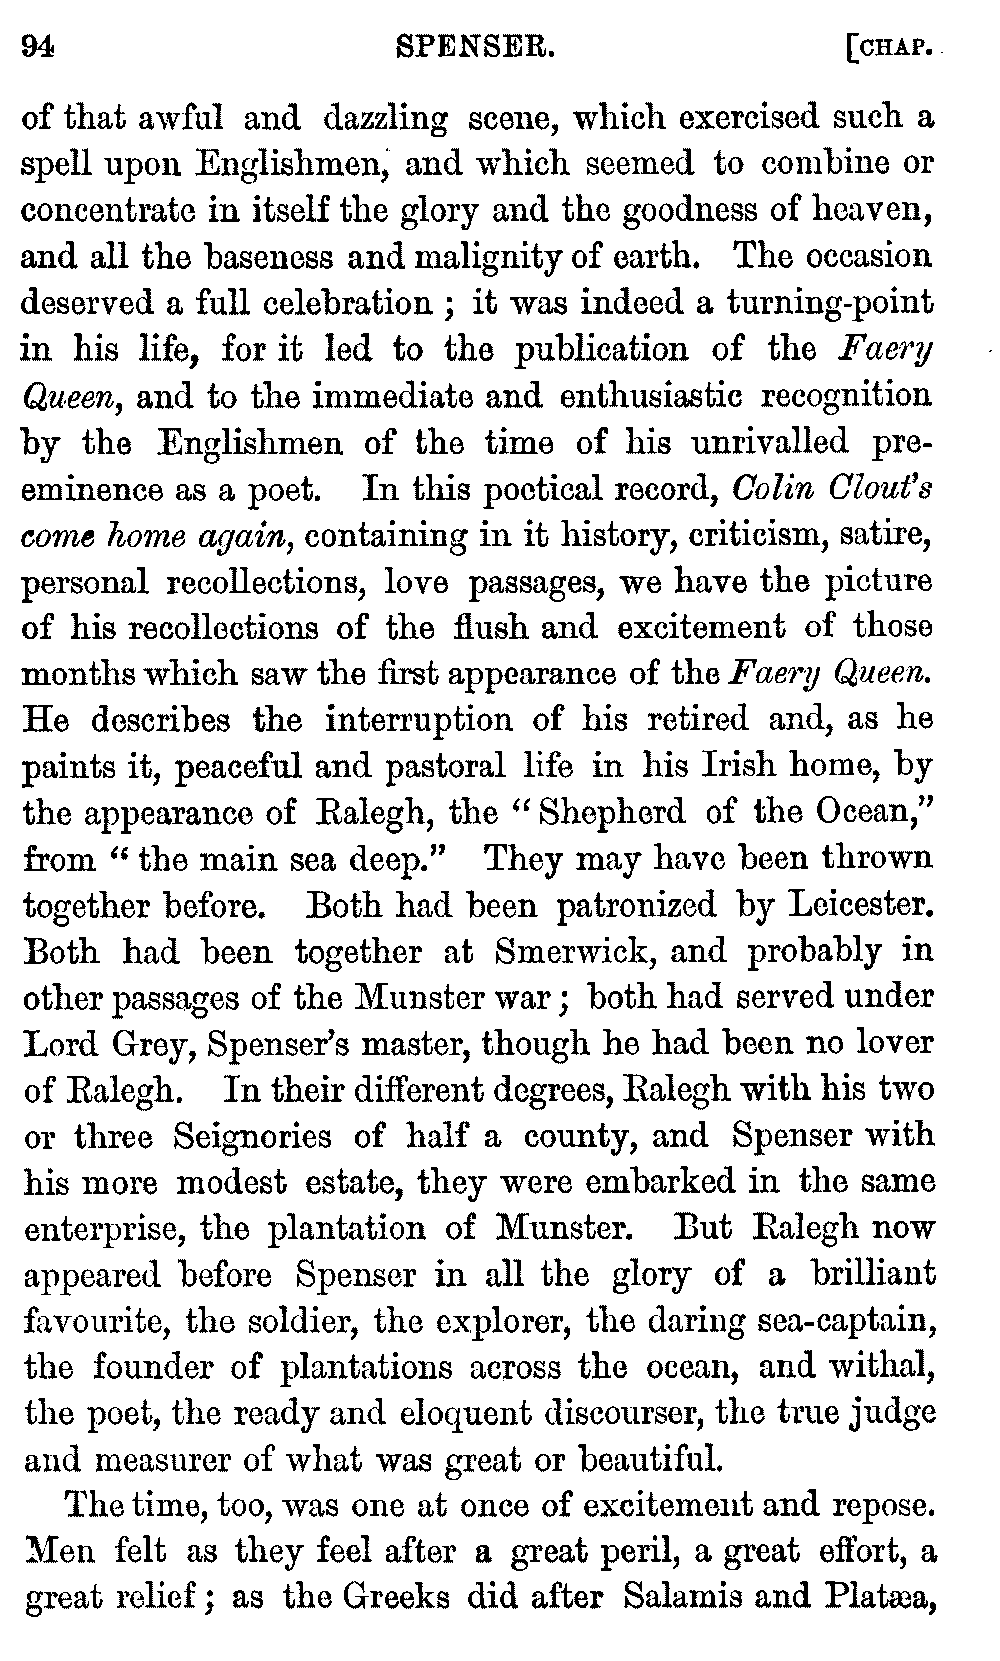 94 SPENSER. [CHAP.
of that awful and dazzling scene, which exercised such a
spell upon Englishmen, and which seemed to combine or
concentrate in itself the glory and the goodness of heaven,
and all the baseness and malignity of earth. The occasion
deserved a full celebration ; it was indeed a turning-point
in his life, for it led to the publication of the Faery
Queen, and to the immediate and enthusiastic recognition
by the Englishmen of the time of his unrivalled pre-
eminence as a poet. In this poetical record, Colin Clout's
come home again, containing in it history, criticism, satire,
personal recollections, love passages, we have the picture
of his recollections of the flush and excitement of those
months which saw the first appearance of the Faery Queen.
He describes the interruption of his retired and, as he
paints it, peaceful and pastoral life in his Irish home, by
the appearance of Ralegh, the “ Shepherd of the Ocean,”
from “ the main sea deep.” They may have been thrown
together before. Both had been patronized by Leicester.
Both had been together at Smerwick, and probably in
other passages of the Munster war ; both had served under
Lord Grey, Spenser's master, though he had been no lover
of Ralegh. In their different degrees, Ralegh with his two
or three Seignories of half a county, and Spenser with
his more modest estate, they were embarked in the same
enterprise, the plantation of Munster. But Ralegh now
appeared before Spenser in all the glory of a brilliant
favourite, the soldier, the explorer, the daring sea-captain,
the founder of plantations across the ocean, and withal,
the poet, the ready and eloquent discourser, the true judge
and measurer of what was great or beautiful.
The time, too, was one at once of excitement and repose.
Men felt as they feel after a great peril, a great effort, a
great relief ; as the Greeks did after Salamis and Platæa,